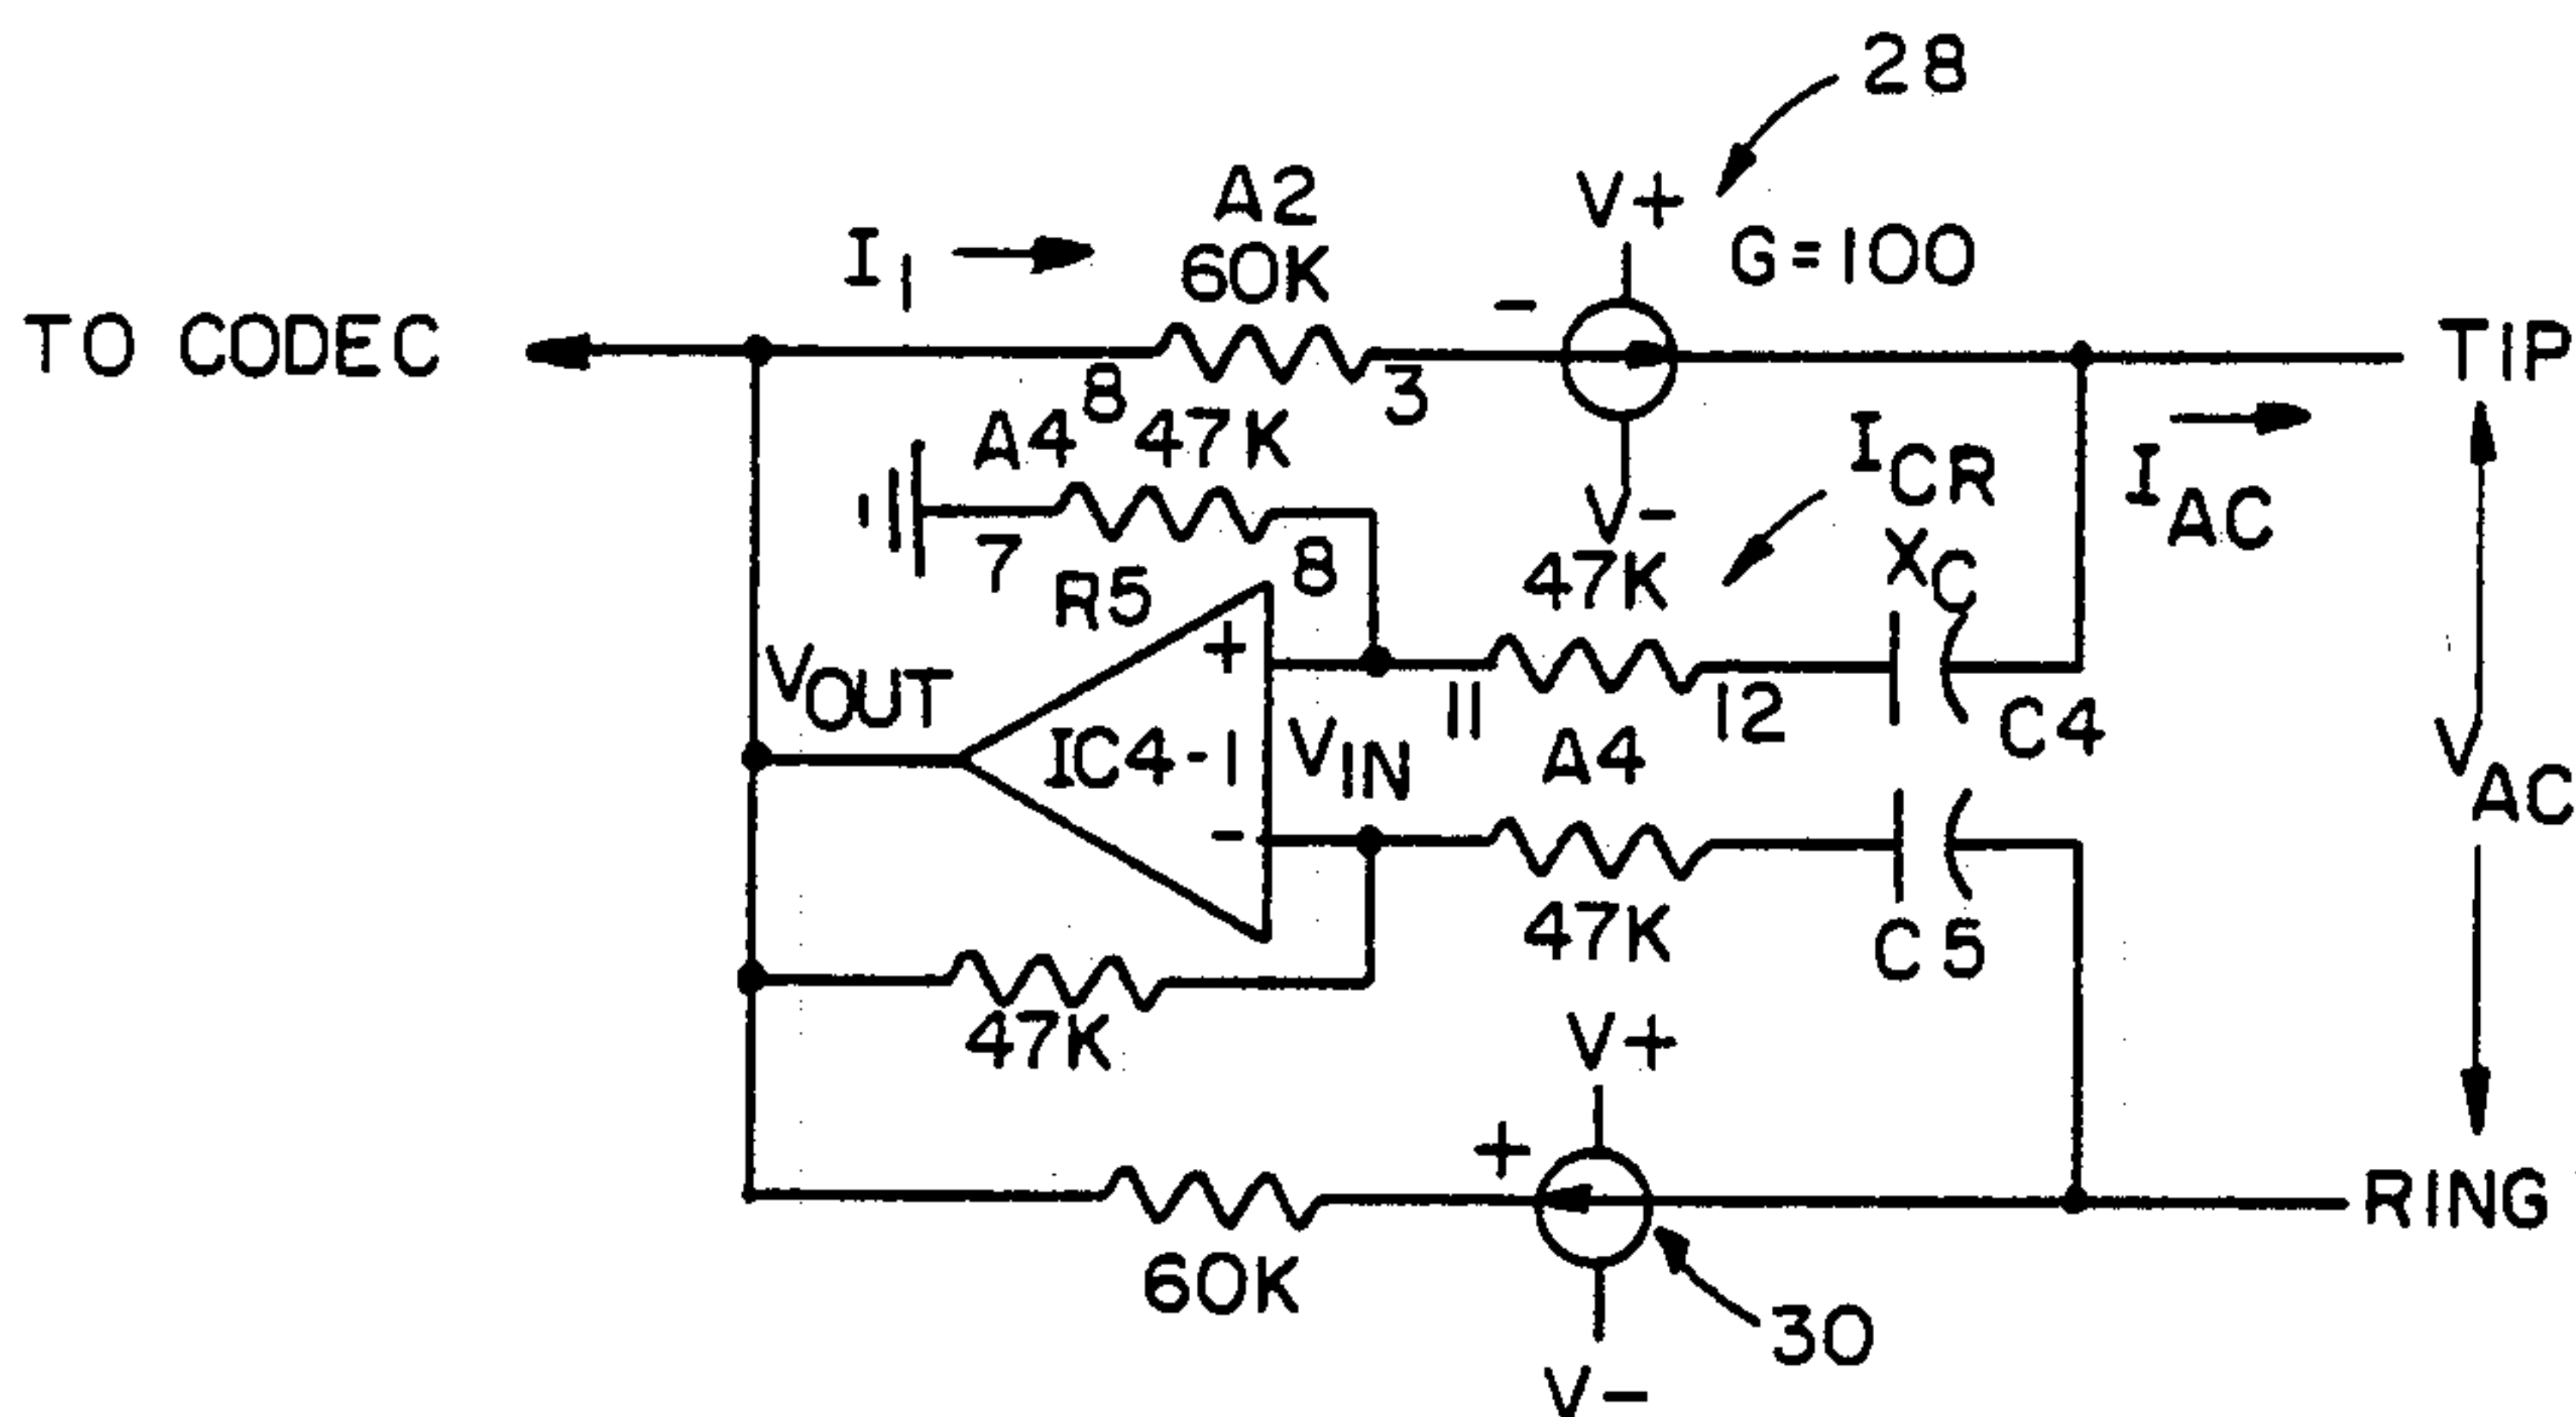 28
A2
V+
I1
60K
G=100
-
TO CODEC
TIP
8
3
A4
47K
V-
ICR
IAC
7
8
47K
XC
R5
+
VOUT
11
12
C4
IC4-1
VIN
A4
VAC
-
47K
C5
47K
V+
+
RING
60K
30
V-